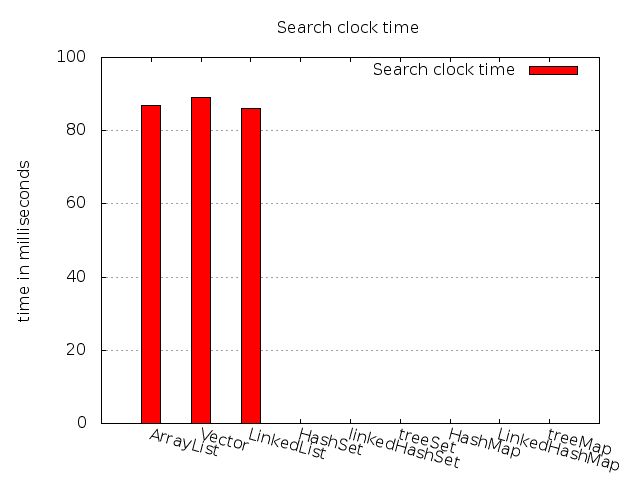 Search clock time
Search clock time
100
80
60
40
20
0
time in milliseconds
ArrayList
Vector
LinkedList
HashSet
linkedHashSet
treeSet
HashMap
LinkedHashMap
treeMap